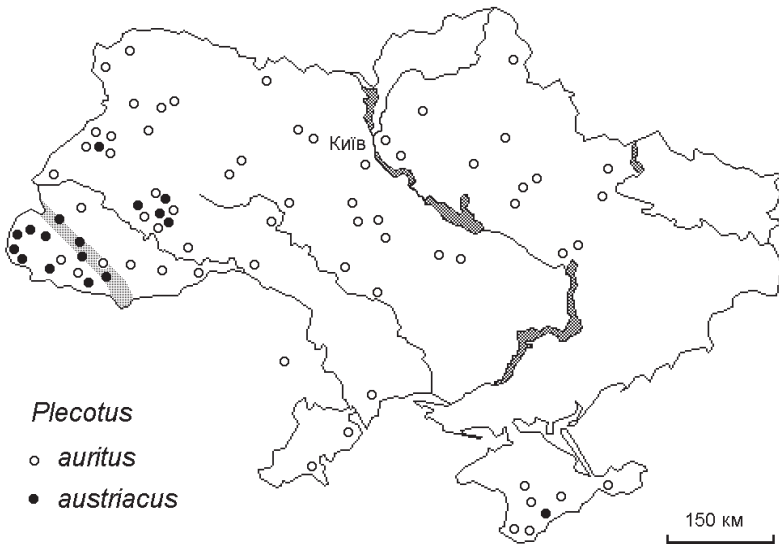 Київ
Plecotus
auritus
austriacus
150 км